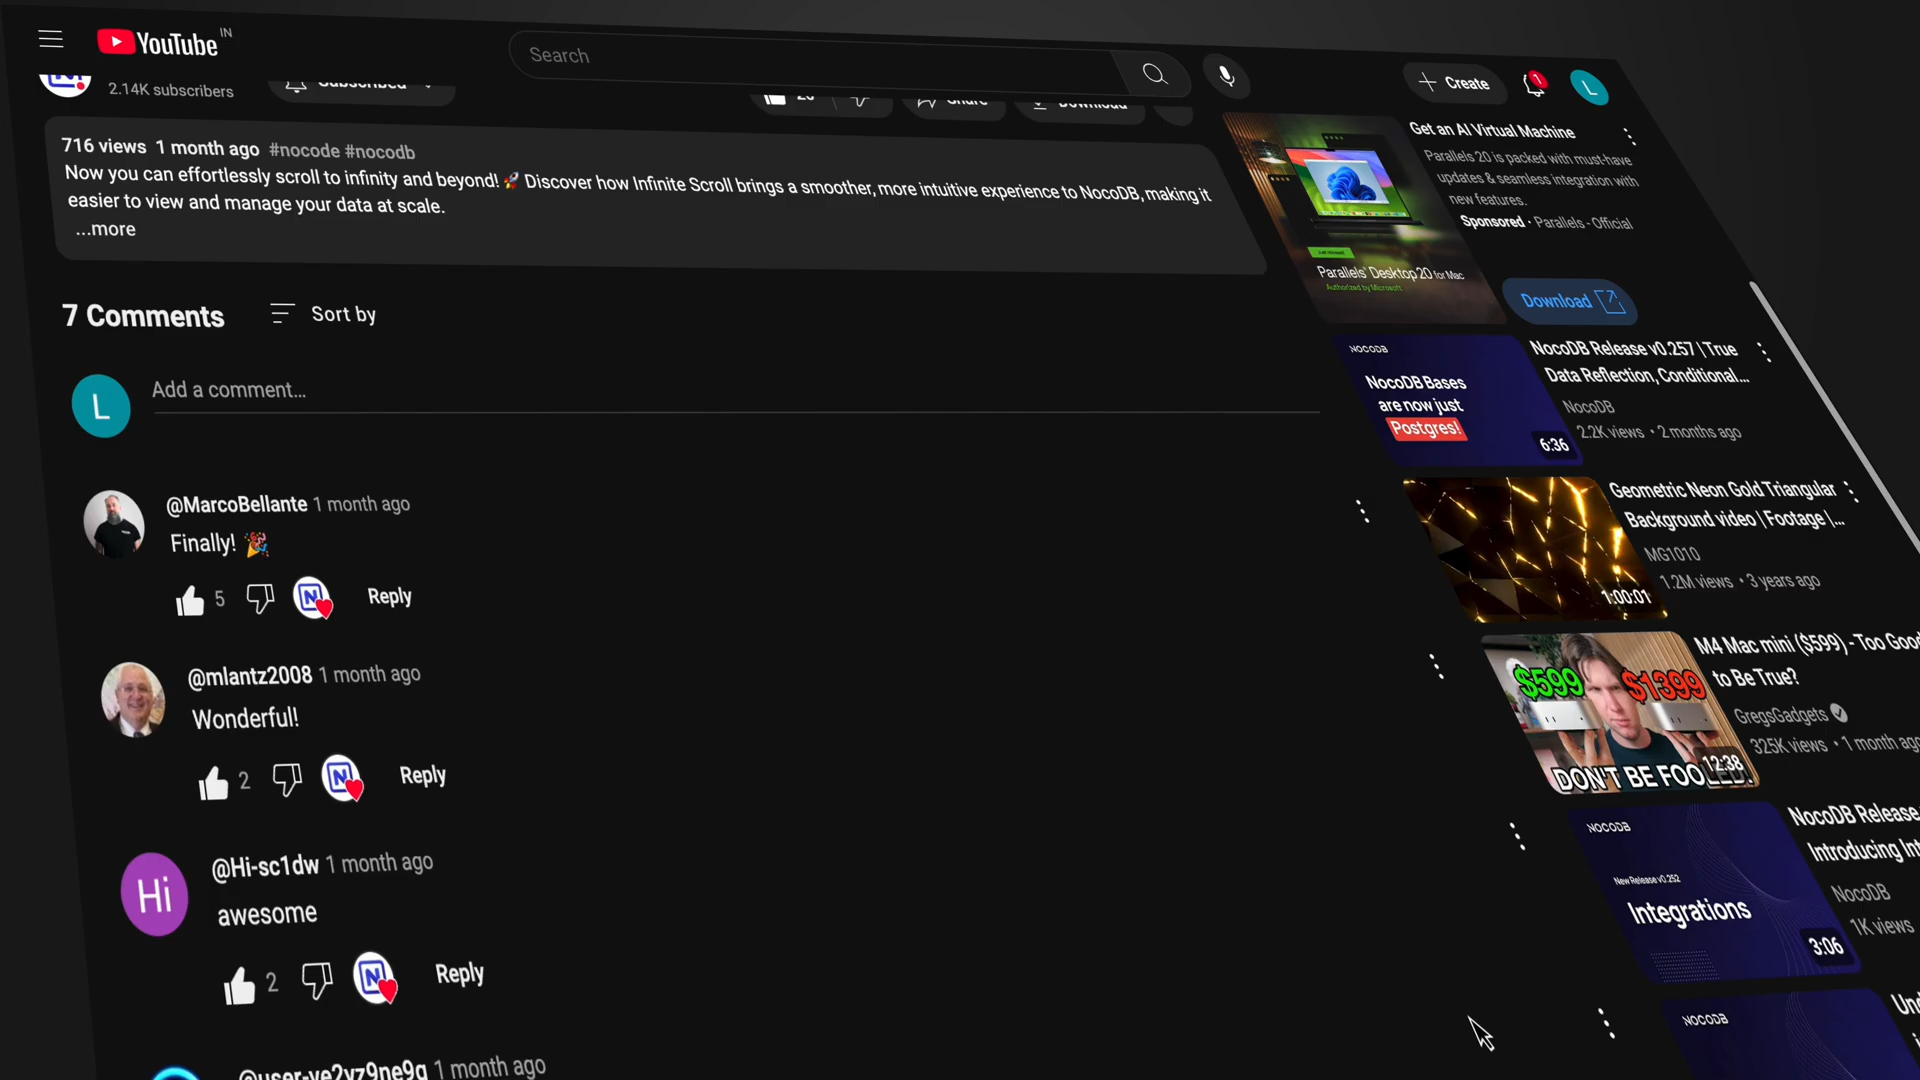 YouTube IN
Search
Create
1
L
2.14K subscribers
Subscribed
Share
Download
716 views 1 month ago #nocode #nocodb
Now you can effortlessly scroll to infinity and beyond!🚀 Discover how Infinite Scroll brings a smoother, more intuitive experience to NocoDB, making it
easier to view and manage your data at scale.
...more
7 Comments
Sort by
L
Add a comment...
@MarcoBellante 1 month ago
Finally! 🎉
5
Reply
@mlantz2008 1 month ago
Wonderful!
2
Reply
Hi
@Hi-sc1dw 1 month ago
awesome
2
Reply
1 month ago
Get an AI Virtual Machine
Parallels 20 is packed with must-have
updates & seamless integration with
new features.
Sponsored · Parallels - Official
Parallels® Desktop 20 for Mac
Authorized by Microsoft
Download
NOCODB
NocoDB Bases
are now just
Postgres!
6:36
NocoDB Release v0.257 | True
Data Reflection, Conditional...
NocoDB
2.2K views • 2 months ago
1:00:01
Geometric Neon Gold Triangular
Background video | Footage |...
MG1010
1.2M views • 3 years ago
$599
$1399
DON'T BE FOOLED!
12:38
M4 Mac mini ($599) - Too Good
to Be True?
GregsGadgets
325K views • 1 month ago
NOCODB
New Release v0.252
Integrations
3:06
NocoDB Release
Introducing Int
NocoDB
1K views
NOCODB